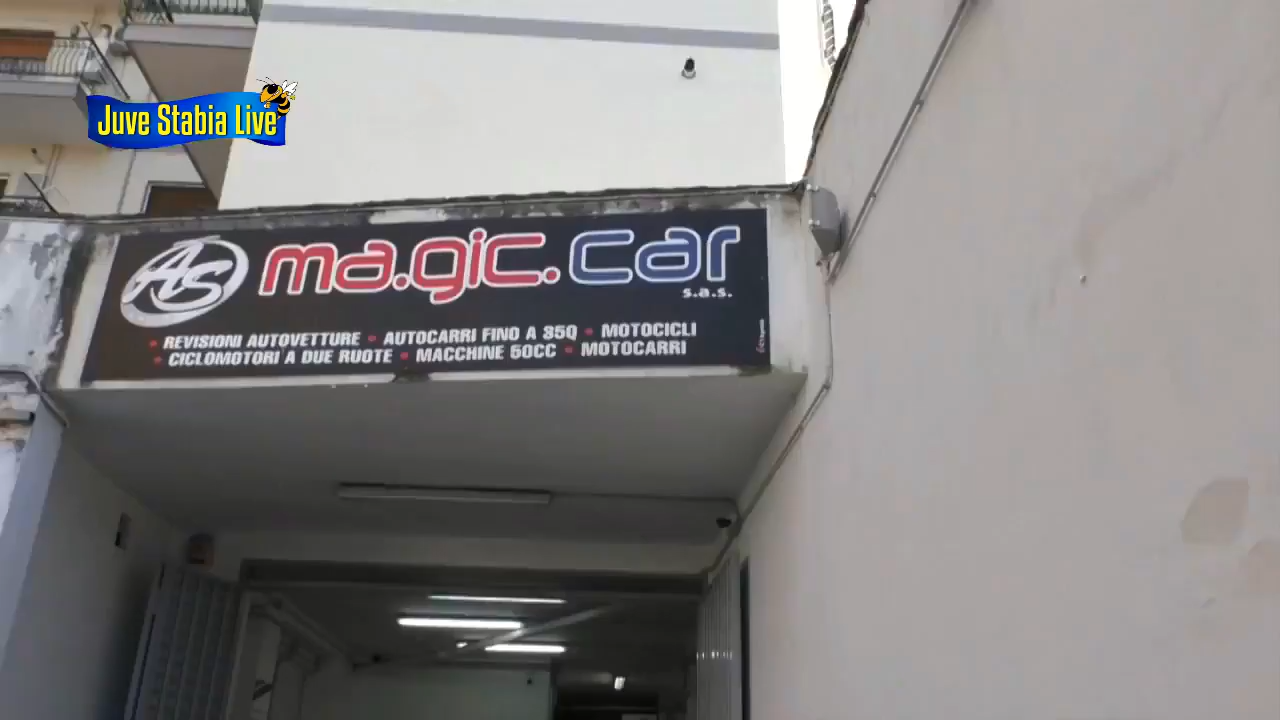 Juve Stabia Live
AS ma.gic.car
s.a.s.
• REVISIONI AUTOVETTURE • AUTOCARRI FINO A 35Q • MOTOCICLI
• CICLOMOTORI A DUE RUOTE • MACCHINE 50CC • MOTOCARRI